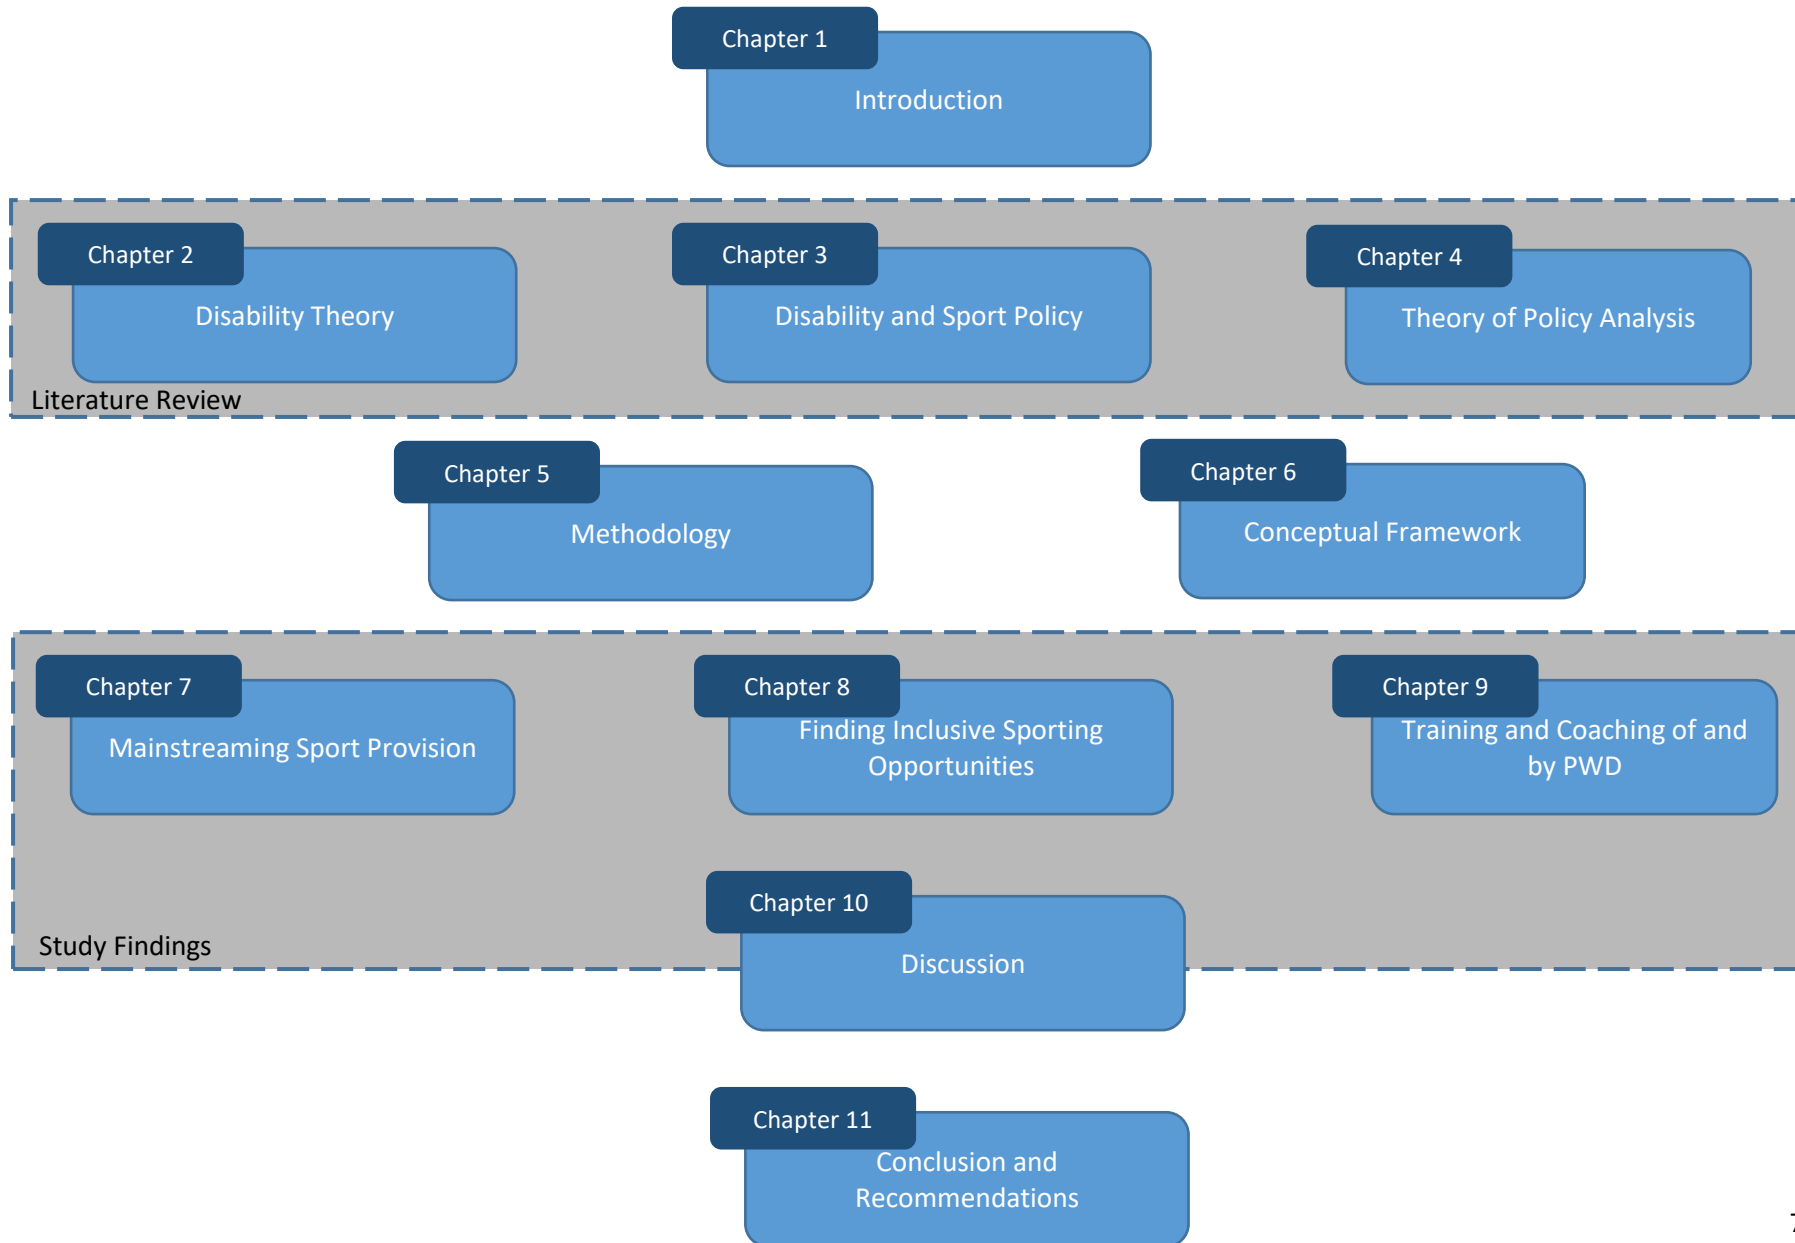 Chapter 1
Introduction
Chapter 2
Disability Theory
Chapter 3
Disability and Sport Policy
Chapter 4
Theory of Policy Analysis
Literature Review
Chapter 5
Methodology
Chapter 6
Conceptual Framework
Chapter 7
Mainstreaming Sport Provision
Chapter 8
Finding Inclusive Sporting
Opportunities
Chapter 9
Training and Coaching of and
by PWD
Chapter 10
Discussion
Study Findings
Chapter 11
Conclusion and
Recommendations